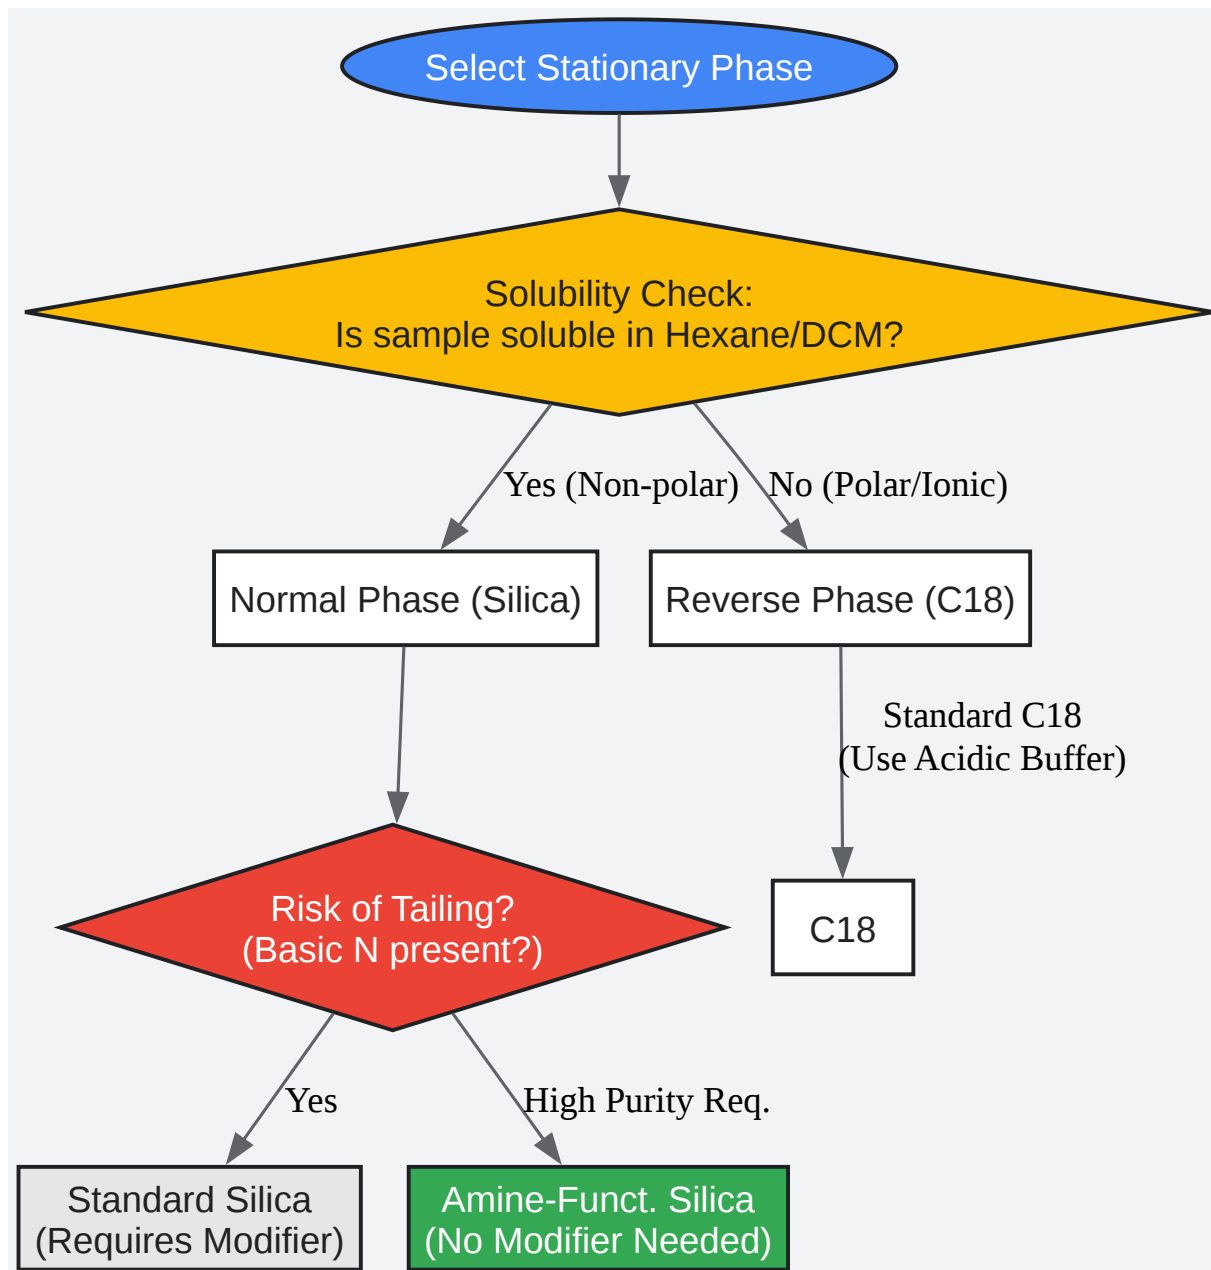 Select Stationary Phase
Solubility Check:
Is sample soluble in Hexane/DCM?
Yes (Non-polar)
No (Polar/Ionic)
Normal Phase (Silica)
Reverse Phase (C18)
Standard C18
(Use Acidic Buffer)
Risk of Tailing?
(Basic N present?)
C18
Yes
High Purity Req.
Standard Silica
(Requires Modifier)
Amine-Funct. Silica
(No Modifier Needed)